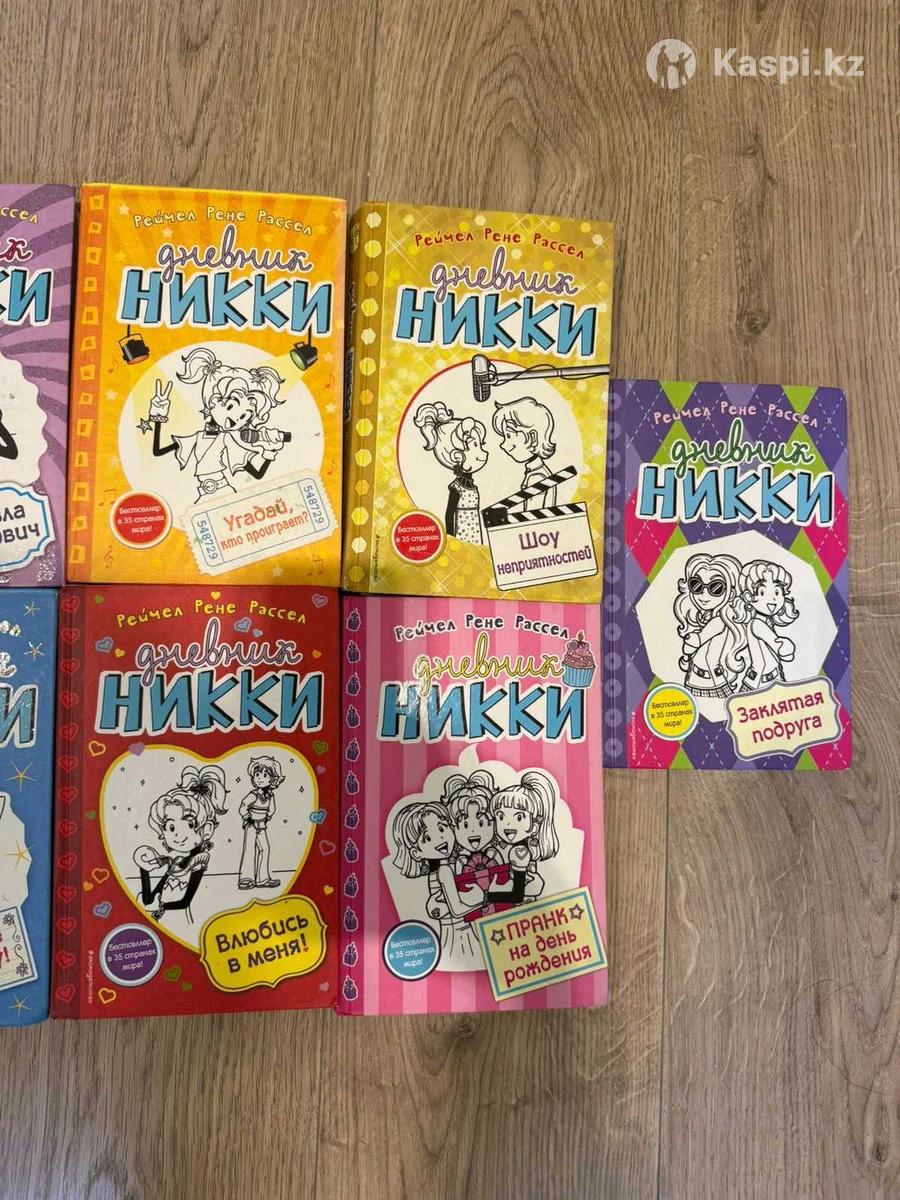 Kaspi.kz
Рейчел Рене Рассел
дневник
НИККИ
548729
Угадай,
кто проиграет?
548729
Бестселлер
в 35 странах
мира!
Рейчел Рене Рассел
дневник
НИККИ
Бестселлер
в 35 странах
мира!
Шоу
неприятностей
Рейчел Рене Рассел
дневник
НИККИ
Бестселлер
в 35 странах
мира!
Заклятая
подруга
Рейчел Рене Рассел
дневник
НИККИ
Влюбись
в меня!
Бестселлер
в 35 странах
мира!
Рейчел Рене Рассел
дневник
НИККИ
Бестселлер
в 35 странах
мира!
ПРАНК
на день
рождения